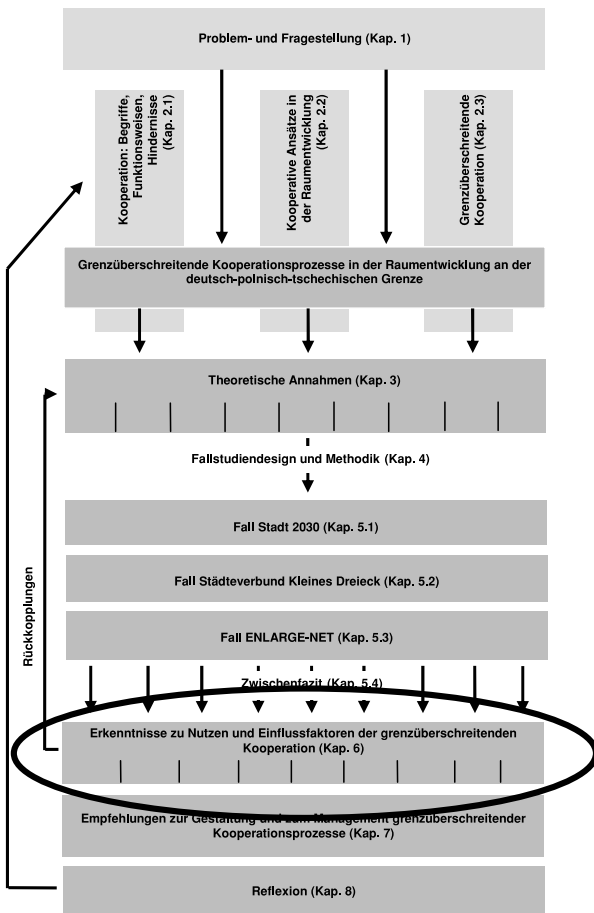 Problem- und Fragestellung (Kap. 1)
Kooperation: Begriffe,
Funktionsweisen,
Hindernisse
(Kap. 2.1)
Kooperative Ansätze in
der Raumentwicklung
(Kap. 2.2)
Grenzüberschreitende
Kooperation (Kap. 2.3)
Grenzüberschreitende Kooperationsprozesse in der Raumentwicklung an der
deutsch-polnisch-tschechischen Grenze
Theoretische Annahmen (Kap. 3)
Fallstudiendesign und Methodik (Kap. 4)
Fall Stadt 2030 (Kap. 5.1)
Fall Städteverbund Kleines Dreieck (Kap. 5.2)
Fall ENLARGE-NET (Kap. 5.3)
Zwischenfazit (Kap. 5.4)
Rückkopplungen
Erkenntnisse zu Nutzen und Einflussfaktoren der grenzüberschreitenden
Kooperation (Kap. 6)
Empfehlungen zur Gestaltung und zum Management grenzüberschreitender
Kooperationsprozesse (Kap. 7)
Reflexion (Kap. 8)